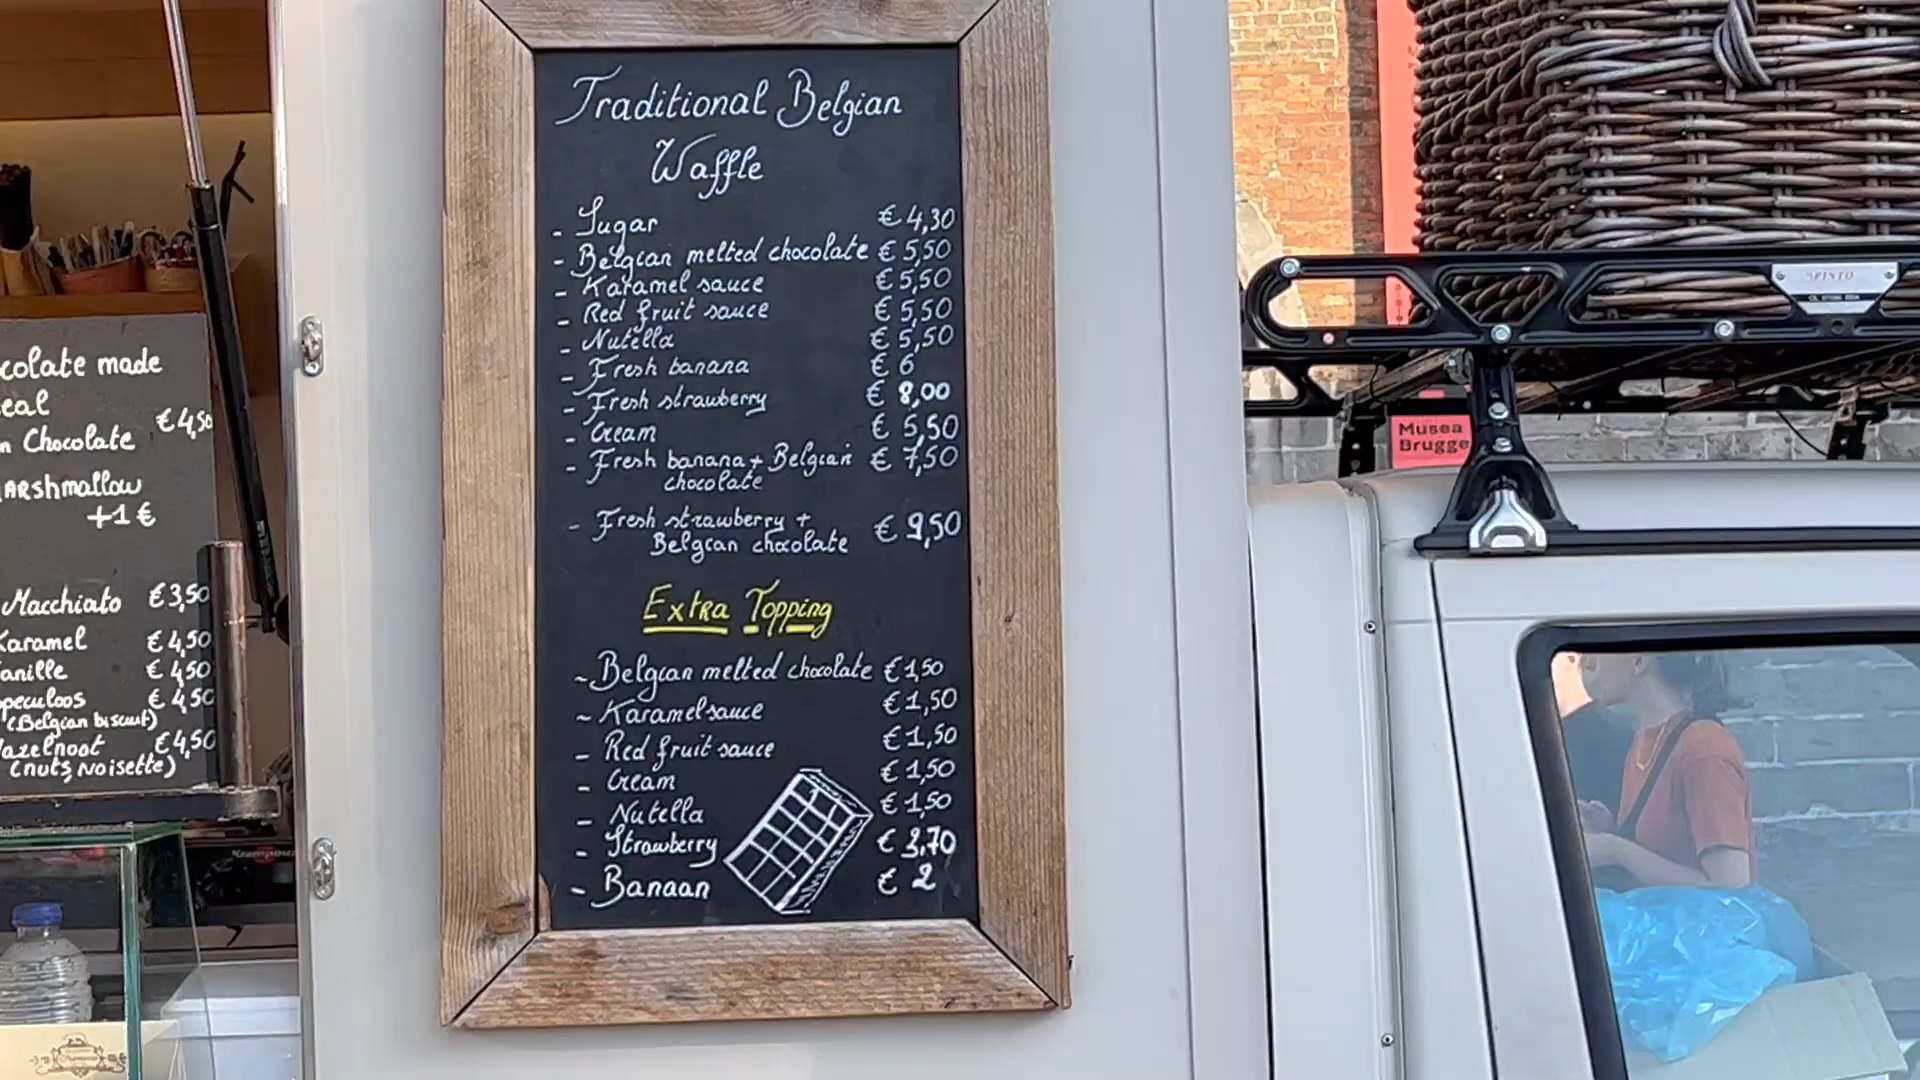 Traditional Belgian
Waffle
- Sugar € 4,30
- Belgian melted chocolate € 5,50
- Karamel sauce € 5,50
- Red fruit sauce € 5,50
- Nutella € 5,50
- Fresh banana € 6
- Fresh strawberry € 8,00
- Cream € 5,50
- Fresh banana + Belgian € 7,50
chocolate
- Fresh strawberry +
Belgian chocolate € 9,50
Extra Topping
~ Belgian melted chocolate € 1,50
~ Karamel sauce € 1,50
- Red fruit sauce € 1,50
- Cream € 1,50
- Nutella € 1,50
- Strawberry € 3,70
- Banaan € 2
colate made
eal
n Chocolate €4,50
ARshmallow
+1 €
Macchiato €3,50
Karamel €4,50
anille €4,50
peculoos €4,50
(Belgian biscuit)
azelnoot €4,50
(nuts, Noisette)
Musea
Brugge